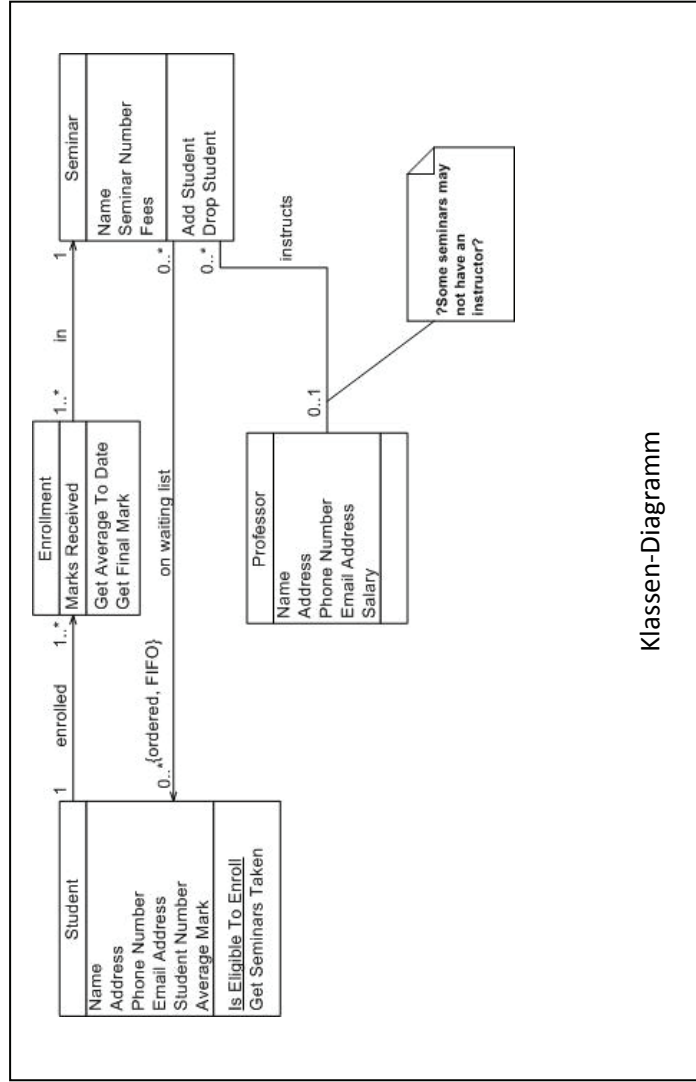 Student
Name
Address
Phone Number
Email Address
Student Number
Average Mark
Is Eligible To Enroll
Get Seminars Taken
1
enrolled
1..*
Enrollment
Marks Received
Get Average To Date
Get Final Mark
1..*
in
1
Seminar
Name
Seminar Number
Fees
Add Student
Drop Student
0..*
{ordered, FIFO}
on waiting list
0..*
0..*
instructs
0..1
Professor
Name
Address
Phone Number
Email Address
Salary
?Some seminars may
not have an
instructor?
Klassen-Diagramm